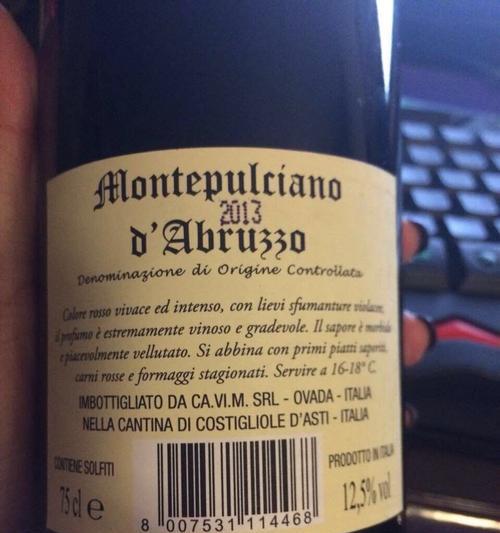 Montepulciano
2013
d'Abruzzo
Denominazione di Origine Controllata
Colore rosso vivace ed intenso, con lievi sfumanture violacee,
il profumo è estremamente vinoso e gradevole. Il sapore è morbido
e piacevolmente vellutato. Si abbina con primi piatti saporiti,
carni rosse e formaggi stagionati. Servire a 16-18° C.
IMBOTTIGLIATO DA CA.VI.M. SRL - OVADA - ITALIA
NELLA CANTINA DI COSTIGLIOLE D'ASTI - ITALIA
CONTIENE SOLFITI
PRODOTTO IN ITALIA
75 cl e
12,5% vol
8 007531 114468